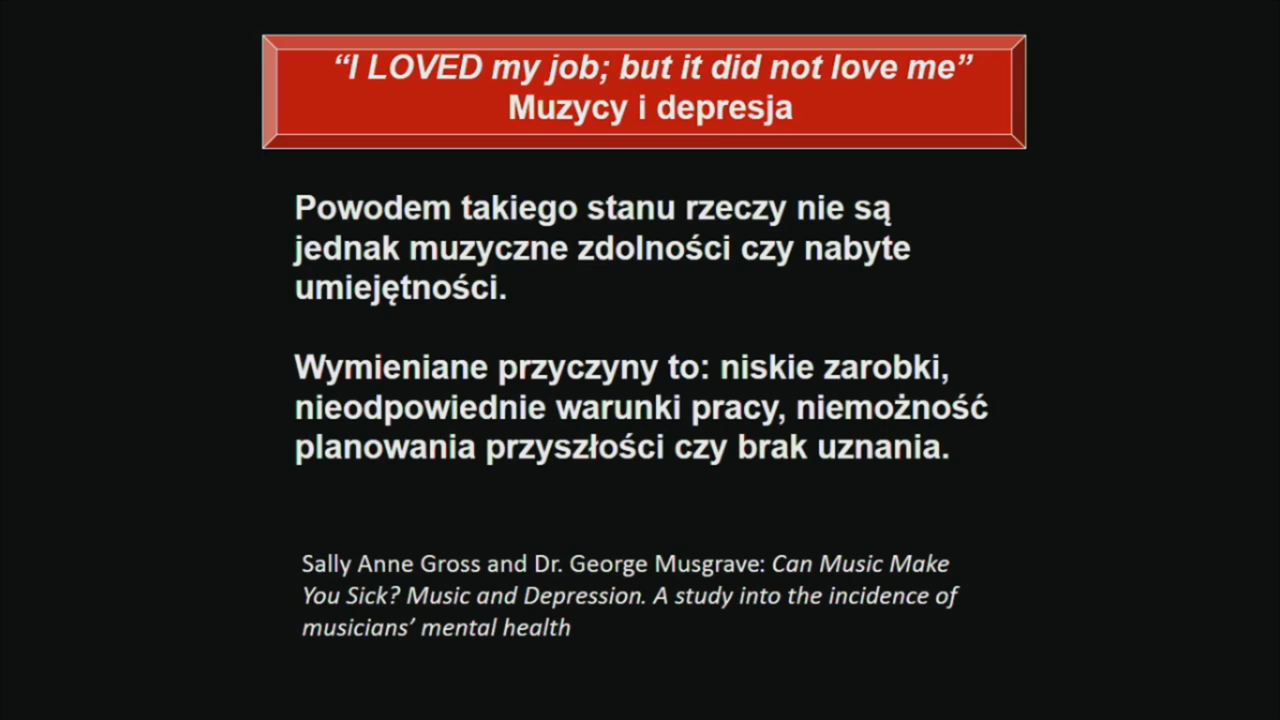 “I LOVED my job; but it did not love me”
Muzycy i depresja
Powodem takiego stanu rzeczy nie są
jednak muzyczne zdolności czy nabyte
umiejętności.
Wymieniane przyczyny to: niskie zarobki,
nieodpowiednie warunki pracy, niemożność
planowania przyszłości czy brak uznania.
Sally Anne Gross and Dr. George Musgrave: Can Music Make
You Sick? Music and Depression. A study into the incidence of
musicians’ mental health